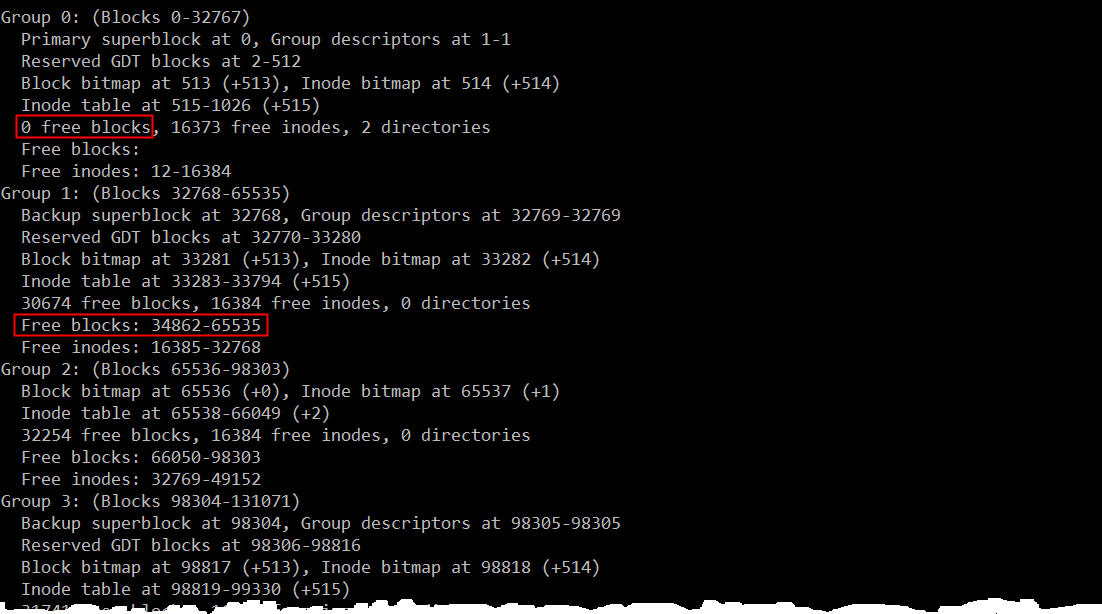 Group 0: (Blocks 0-32767)
  Primary superblock at 0, Group descriptors at 1-1
  Reserved GDT blocks at 2-512
  Block bitmap at 513 (+513), Inode bitmap at 514 (+514)
  Inode table at 515-1026 (+515)
  0 free blocks, 16373 free inodes, 2 directories
  Free blocks:
  Free inodes: 12-16384
Group 1: (Blocks 32768-65535)
  Backup superblock at 32768, Group descriptors at 32769-32769
  Reserved GDT blocks at 32770-33280
  Block bitmap at 33281 (+513), Inode bitmap at 33282 (+514)
  Inode table at 33283-33794 (+515)
  30674 free blocks, 16384 free inodes, 0 directories
  Free blocks: 34862-65535
  Free inodes: 16385-32768
Group 2: (Blocks 65536-98303)
  Block bitmap at 65536 (+0), Inode bitmap at 65537 (+1)
  Inode table at 65538-66049 (+2)
  32254 free blocks, 16384 free inodes, 0 directories
  Free blocks: 66050-98303
  Free inodes: 32769-49152
Group 3: (Blocks 98304-131071)
  Backup superblock at 98304, Group descriptors at 98305-98305
  Reserved GDT blocks at 98306-98816
  Block bitmap at 98817 (+513), Inode bitmap at 98818 (+514)
  Inode table at 98819-99330 (+515)